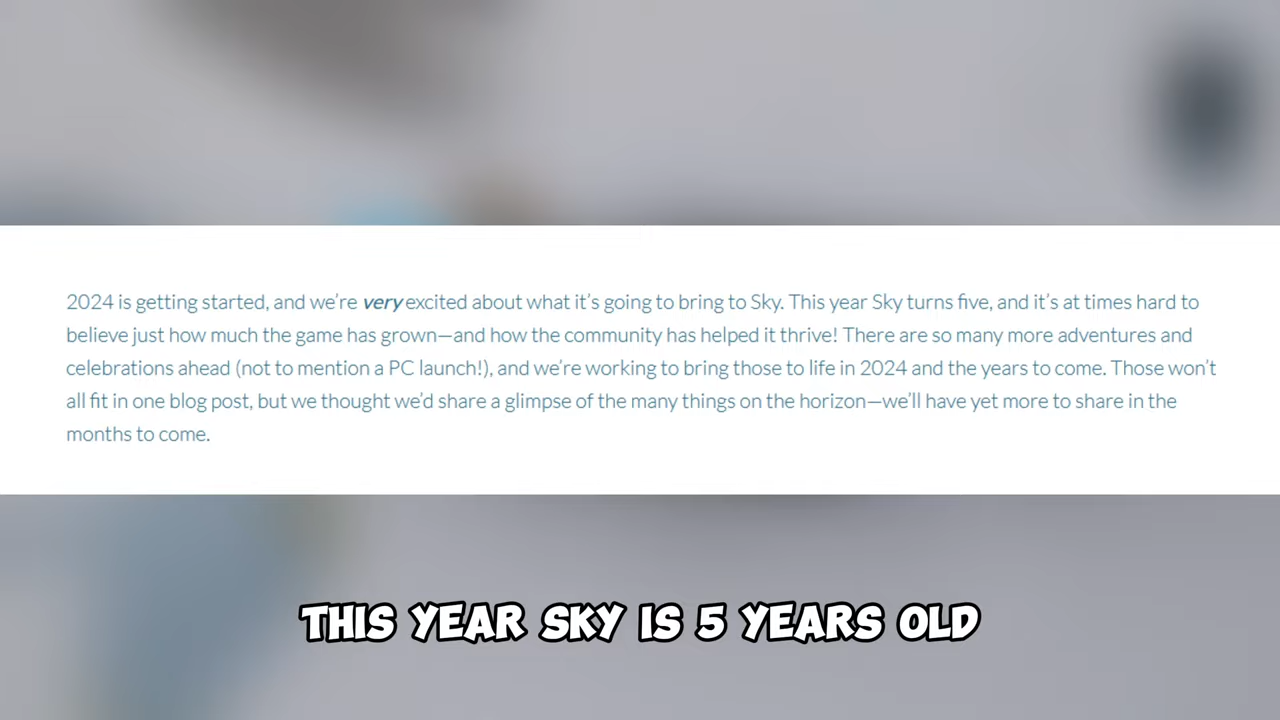 2024 is getting started, and we’re very excited about what it’s going to bring to Sky. This year Sky turns five, and it’s at times hard to
believe just how much the game has grown—and how the community has helped it thrive! There are so many more adventures and
celebrations ahead (not to mention a PC launch!), and we’re working to bring those to life in 2024 and the years to come. Those won’t
all fit in one blog post, but we thought we’d share a glimpse of the many things on the horizon—we’ll have yet more to share in the
months to come.
THIS YEAR SKY IS 5 YEARS OLD